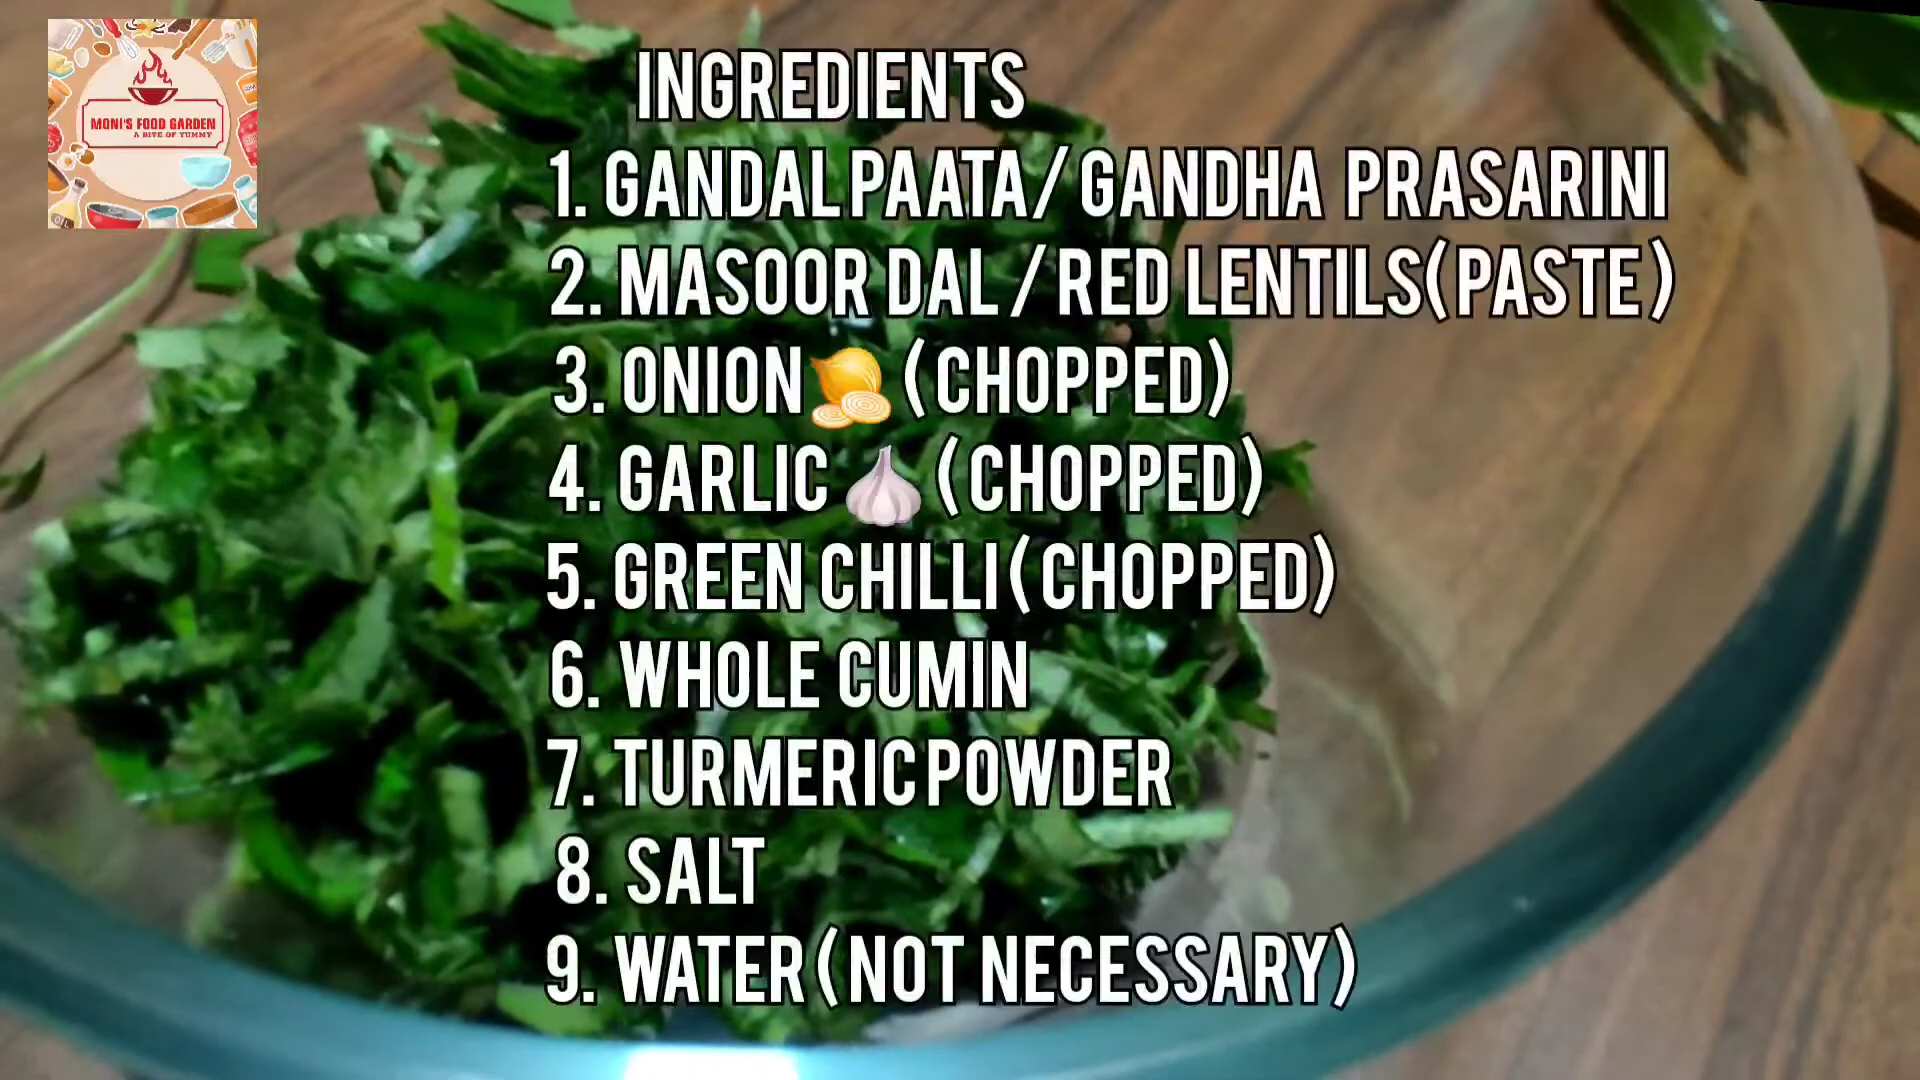 MONI'S FOOD GARDEN
A BITE OF YUMMY
INGREDIENTS
1. GANDAL PAATA/ GANDHA PRASARINI
2. MASOOR DAL / RED LENTILS(PASTE)
3. ONION (CHOPPED)
4. GARLIC (CHOPPED)
5. GREEN CHILLI (CHOPPED)
6. WHOLE CUMIN
7. TURMERIC POWDER
8. SALT
9. WATER (NOT NECESSARY)
OIL